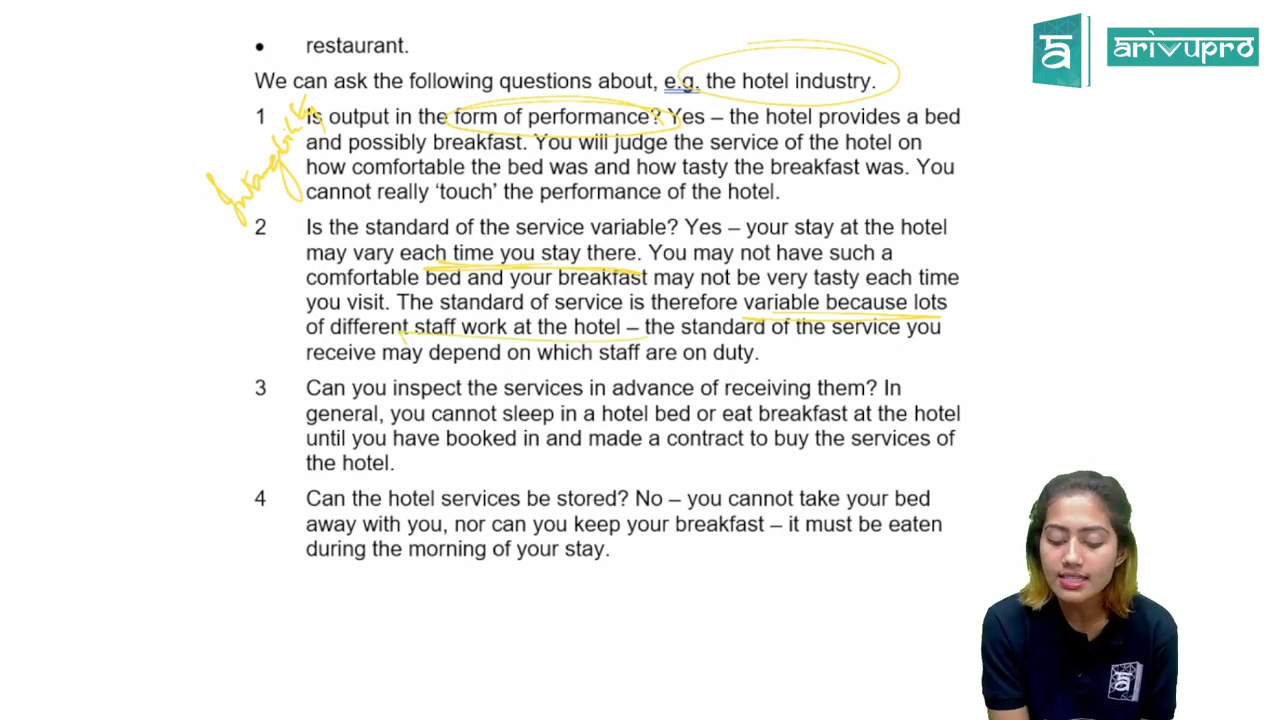 • restaurant.
We can ask the following questions about, e.g. the hotel industry.
1 Is output in the form of performance? Yes – the hotel provides a bed
and possibly breakfast. You will judge the service of the hotel on
how comfortable the bed was and how tasty the breakfast was. You
cannot really ‘touch’ the performance of the hotel.
Intangibility
2 Is the standard of the service variable? Yes – your stay at the hotel
may vary each time you stay there. You may not have such a
comfortable bed and your breakfast may not be very tasty each time
you visit. The standard of service is therefore variable because lots
of different staff work at the hotel – the standard of the service you
receive may depend on which staff are on duty.
3 Can you inspect the services in advance of receiving them? In
general, you cannot sleep in a hotel bed or eat breakfast at the hotel
until you have booked in and made a contract to buy the services of
the hotel.
4 Can the hotel services be stored? No – you cannot take your bed
away with you, nor can you keep your breakfast – it must be eaten
during the morning of your stay.
arivupro